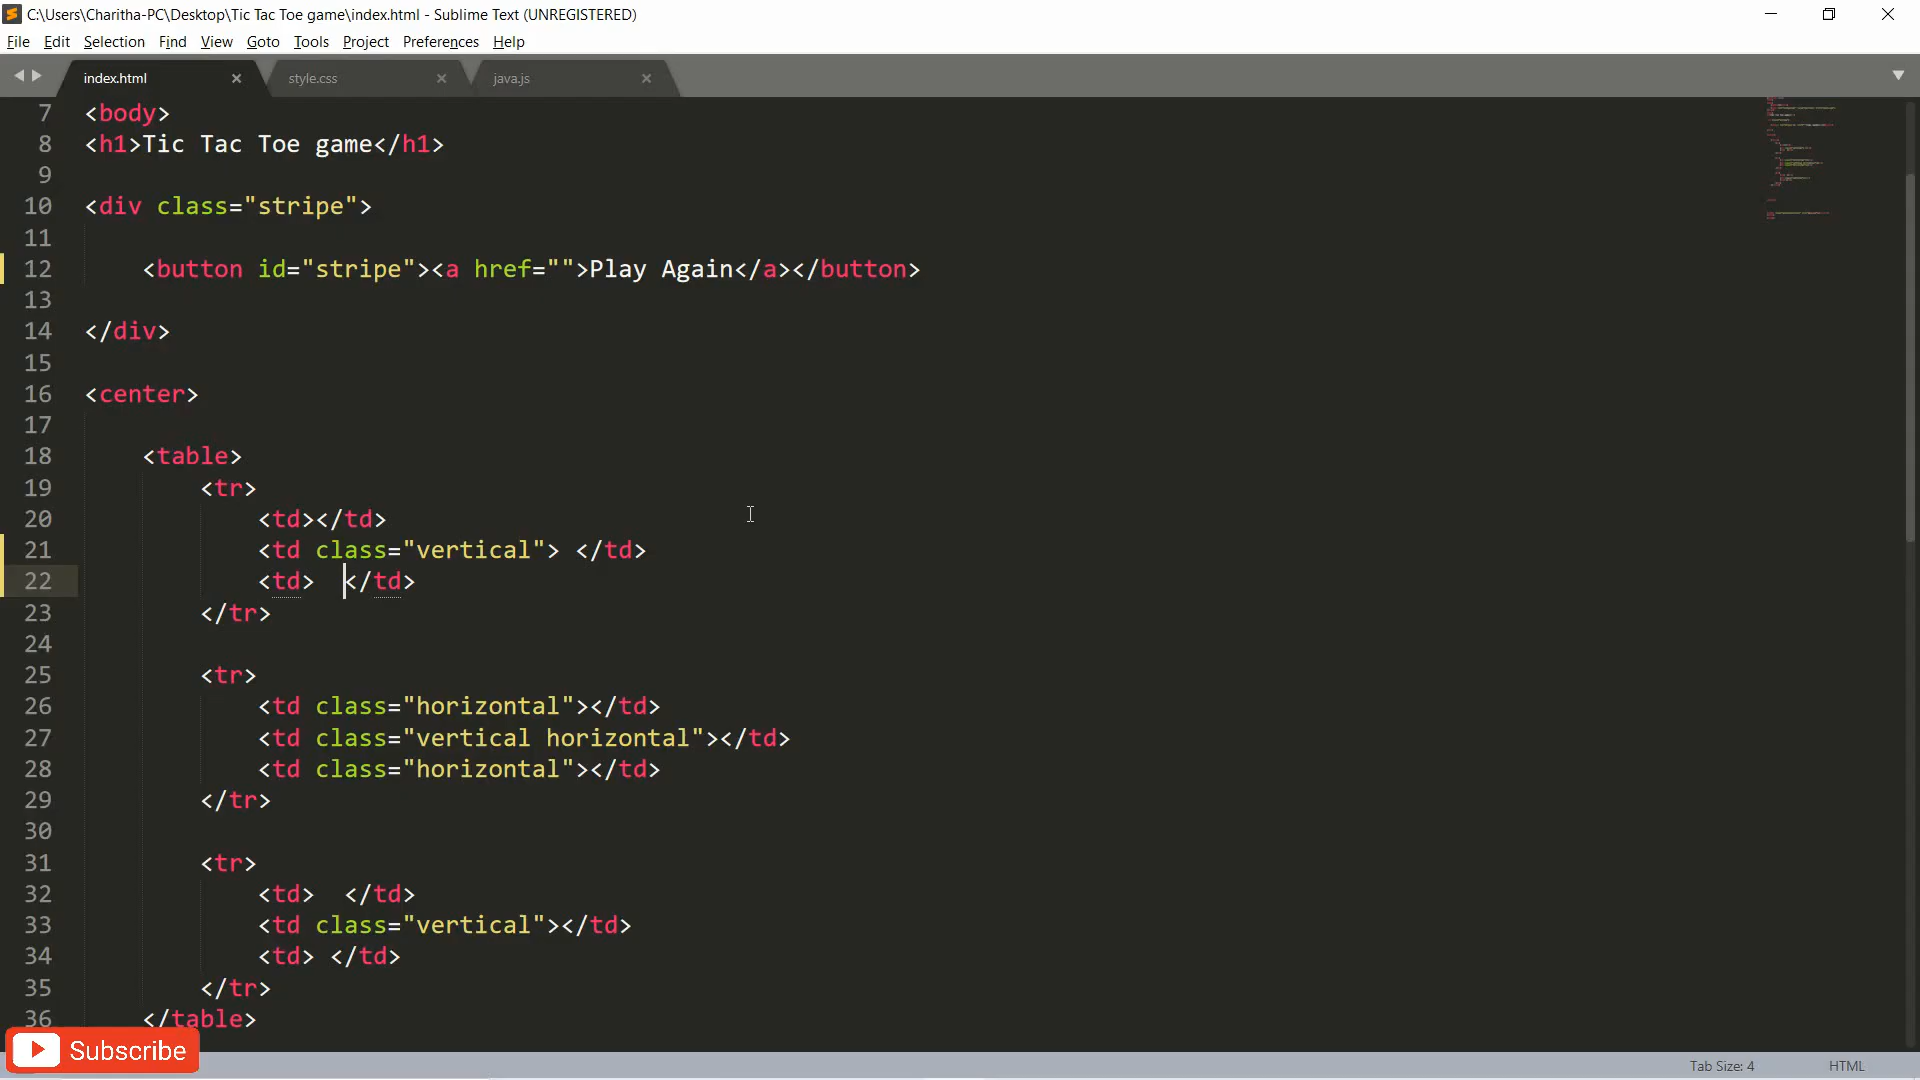 C:\Users\Charitha-PC\Desktop\Tic Tac Toe game\index.html - Sublime Text (UNREGISTERED)
File Edit Selection Find View Goto Tools Project Preferences Help
index.html style.css java.js
7 <body>
8 <h1>Tic Tac Toe game</h1>
9
10 <div class="stripe">
11
12 <button id="stripe"><a href="">Play Again</a></button>
13
14 </div>
15
16 <center>
17
18 <table>
19 <tr>
20 <td></td>
21 <td class="vertical"> </td>
22 <td>  </td>
23 </tr>
24
25 <tr>
26 <td class="horizontal"></td>
27 <td class="vertical horizontal"></td>
28 <td class="horizontal"></td>
29 </tr>
30
31 <tr>
32 <td>  </td>
33 <td class="vertical"></td>
34 <td> </td>
35 </tr>
36 </table>
Subscribe
Tab Size: 4 HTML